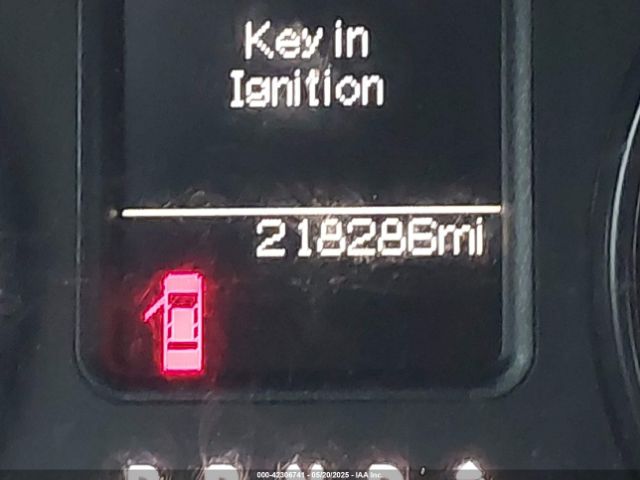 Key in
Ignition
218286mi
000-42306741 - 05/20/2025 - IAA Inc.